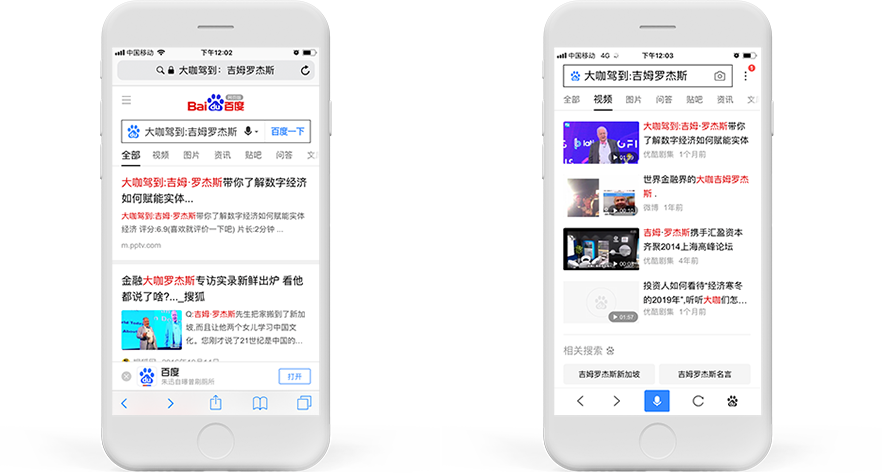 中国移动 下午12:02
大咖驾到：吉姆罗杰斯
Bai du 百度
大咖驾到:吉姆罗杰斯 百度一下
全部 视频 图片 资讯 贴吧 问答
大咖驾到:吉姆·罗杰斯带你了解数字经济
如何赋能实体...
大咖驾到:吉姆·罗杰斯带你了解数字经济如何赋能实体
经济 评分:6.9(喜欢就评价一下吧) 片长:2分钟 ...
m.pptv.com
金融大咖罗杰斯专访实录新鲜出炉 看他
都说了啥?..._搜狐
Q:吉姆·罗杰斯先生把家搬到了新加
坡,而且让他两个女儿学习中国文
化。您刚才说了21世纪是中国的...
百度
朱迅自曝曾刷厕所
打开
中国移动 4G 下午12:03
大咖驾到:吉姆罗杰斯
1
全部 视频 图片 问答 贴吧 资讯
大咖驾到:吉姆·罗杰斯带你
了解数字经济如何赋能实体
优酷剧集 1个月前
世界金融界的大咖吉姆罗杰
斯 .
微博 1年前
吉姆·罗杰斯携手汇盈资本
齐聚2014上海高峰论坛
优酷剧集 4年前
投资人如何看待“经济寒冬
的2019年”,听听大咖们怎...
优酷剧集 1个月前
01:57
相关搜索
吉姆罗杰斯新加坡 吉姆罗杰斯名言